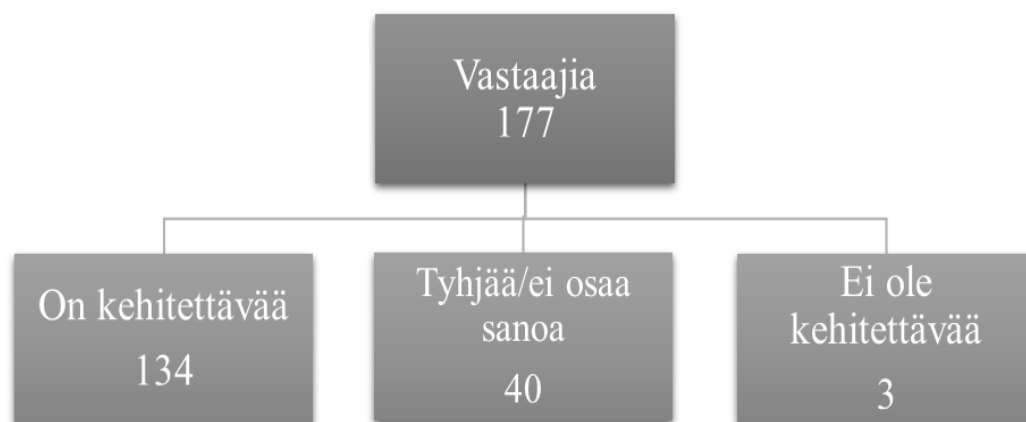 Vastaajia
177
On kehitettävää
134
Tyhjää/ei osaa
sanoa
40
Ei ole
kehitettävää
3